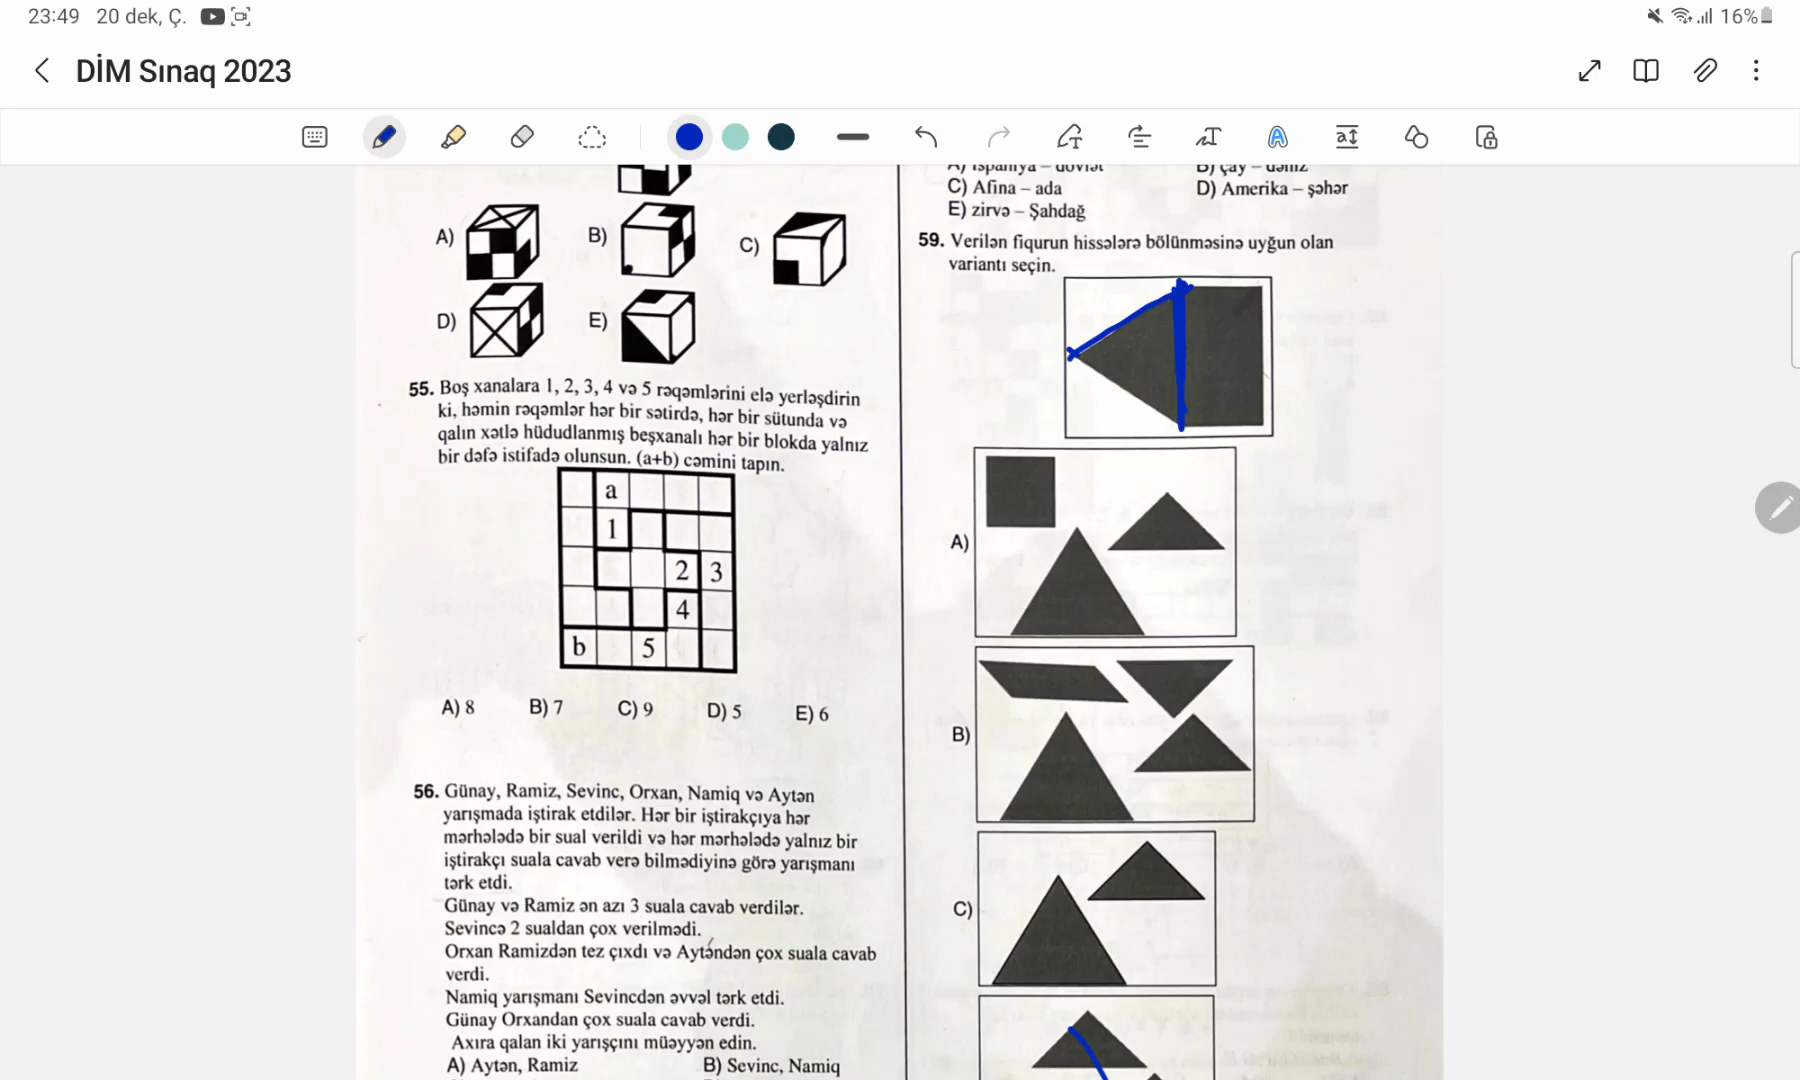 23:49 20 dek, Ç.
16%
DİM Sınaq 2023
A)
B)
C)
D)
E)
55. Boş xanalara 1, 2, 3, 4 və 5 rəqəmlərini elə yerləşdirin
ki, həmin rəqəmlər hər bir sətirdə, hər bir sütunda və
qalın xətlə hüdudlanmış beşxanalı hər bir blokda yalnız
bir dəfə istifadə olunsun. (a+b) cəmini tapın.
a
1
2 3
4
b 5
A) 8 B) 7 C) 9 D) 5 E) 6
56. Günay, Ramiz, Sevinc, Orxan, Namiq və Aytən
yarışmada iştirak etdilər. Hər bir iştirakçıya hər
mərhələdə bir sual verildi və hər mərhələdə yalnız bir
iştirakçı suala cavab verə bilmədiyinə görə yarışmanı
tərk etdi.
Günay və Ramiz ən azı 3 suala cavab verdilər.
Sevincə 2 sualdan çox verilmədi.
Orxan Ramizdən tez çıxdı və Aytəndən çox suala cavab
verdi.
Namiq yarışmanı Sevincdən əvvəl tərk etdi.
Günay Orxandan çox suala cavab verdi.
Axıra qalan iki yarışçını müəyyən edin.
A) Aytən, Ramiz B) Sevinc, Namiq
A) İspaniya – dövlət B) çay – dəniz
C) Afina – ada D) Amerika – şəhər
E) zirvə – Şahdağ
59. Verilən fiqurun hissələrə bölünməsinə uyğun olan
variantı seçin.
A)
B)
C)